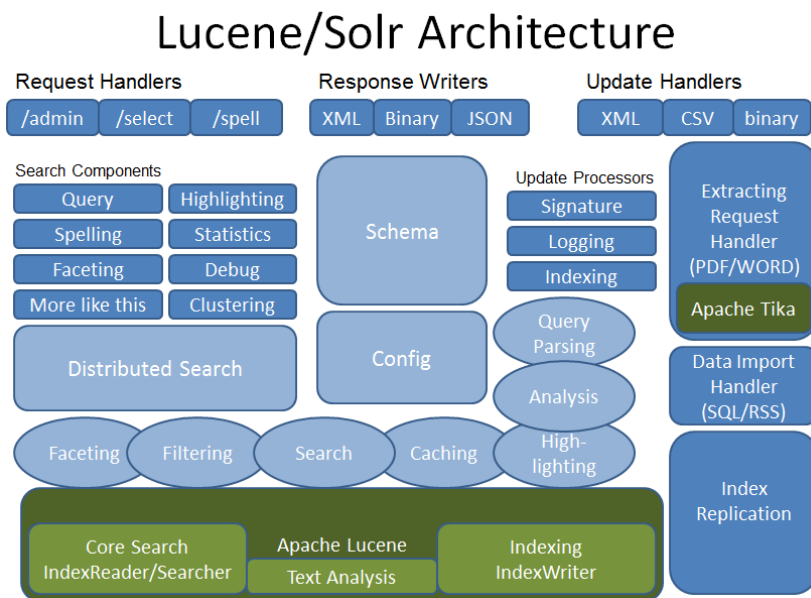 Lucene/Solr Architecture
Request Handlers
/admin
/select
/spell
Response Writers
XML
Binary
JSON
Update Handlers
XML
CSV
binary
Search Components
Query
Highlighting
Spelling
Statistics
Faceting
Debug
More like this
Clustering
Distributed Search
Schema
Config
Update Processors
Signature
Logging
Indexing
Query
Parsing
Analysis
High-
lighting
Extracting
Request
Handler
(PDF/WORD)
Apache Tika
Data Import
Handler
(SQL/RSS)
Index
Replication
Faceting
Filtering
Search
Caching
Core Search
IndexReader/Searcher
Apache Lucene
Text Analysis
Indexing
IndexWriter